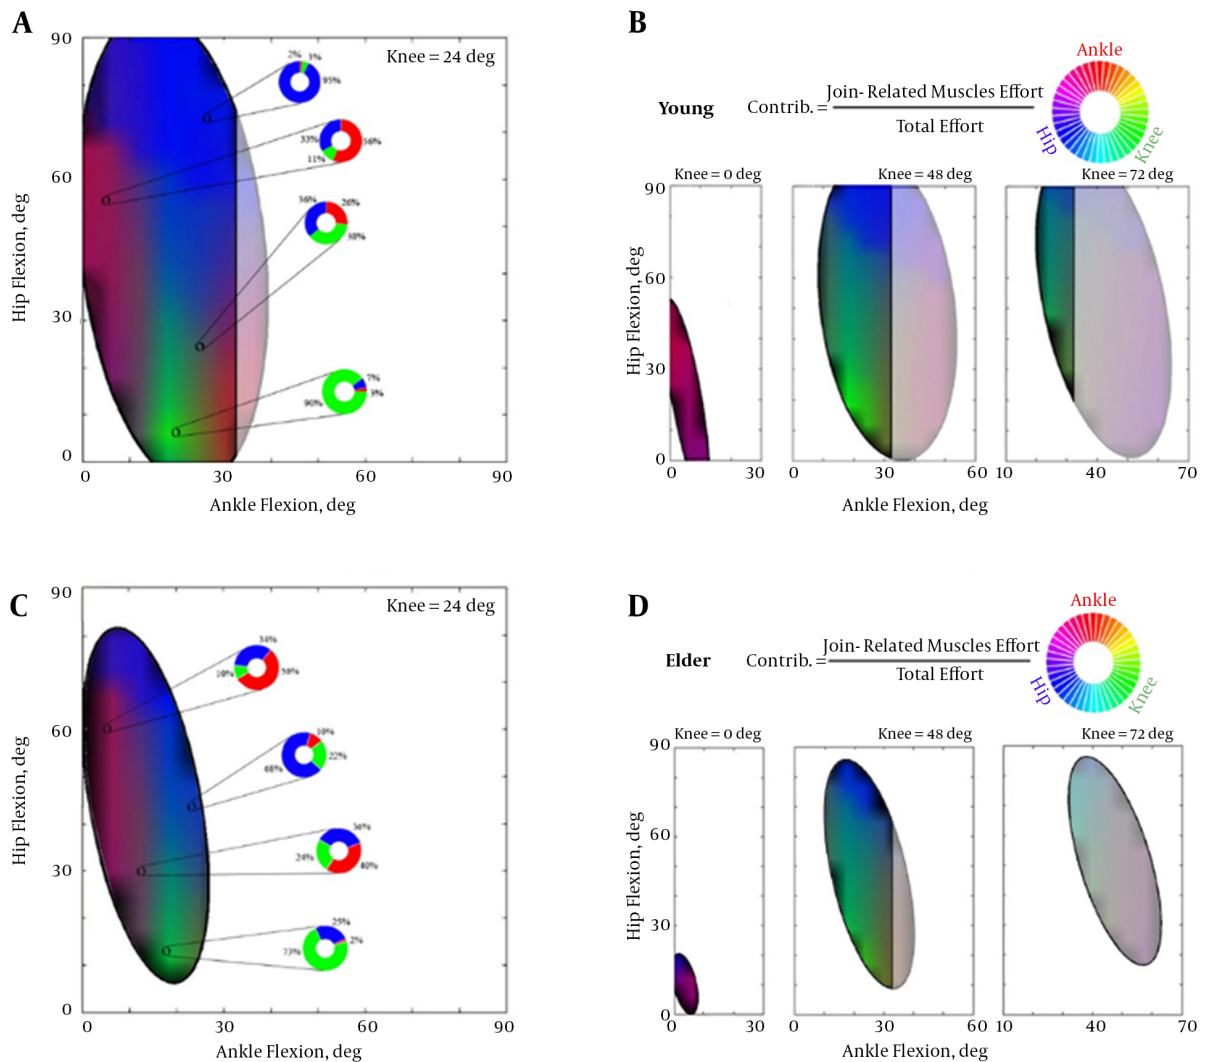 A
Knee = 24 deg
90
60
30
0
Hip Flexion, deg
2% 3%
95%
33% 56%
11%
36% 26%
38%
7%
3%
90%
0 30 60 90
Ankle Flexion, deg
B
Ankle
Hip
Knee
Young
Contrib. =
Join- Related Muscles Effort
Total Effort
Knee = 0 deg
Knee = 48 deg
Knee = 72 deg
90
60
30
0
Hip Flexion, deg
0 30
0 30 60
10 40 70
Ankle Flexion, deg
C
Knee = 24 deg
90
60
30
0
Hip Flexion, deg
34%
10% 56%
10%
22%
68%
36%
24%
40%
25%
2%
73%
0 30 60 90
Ankle Flexion, deg
D
Ankle
Hip
Knee
Elder
Contrib. =
Join- Related Muscles Effort
Total Effort
Knee = 0 deg
Knee = 48 deg
Knee = 72 deg
90
60
30
0
Hip Flexion, deg
0 30
0 30 60
10 40 70
Ankle Flexion, deg